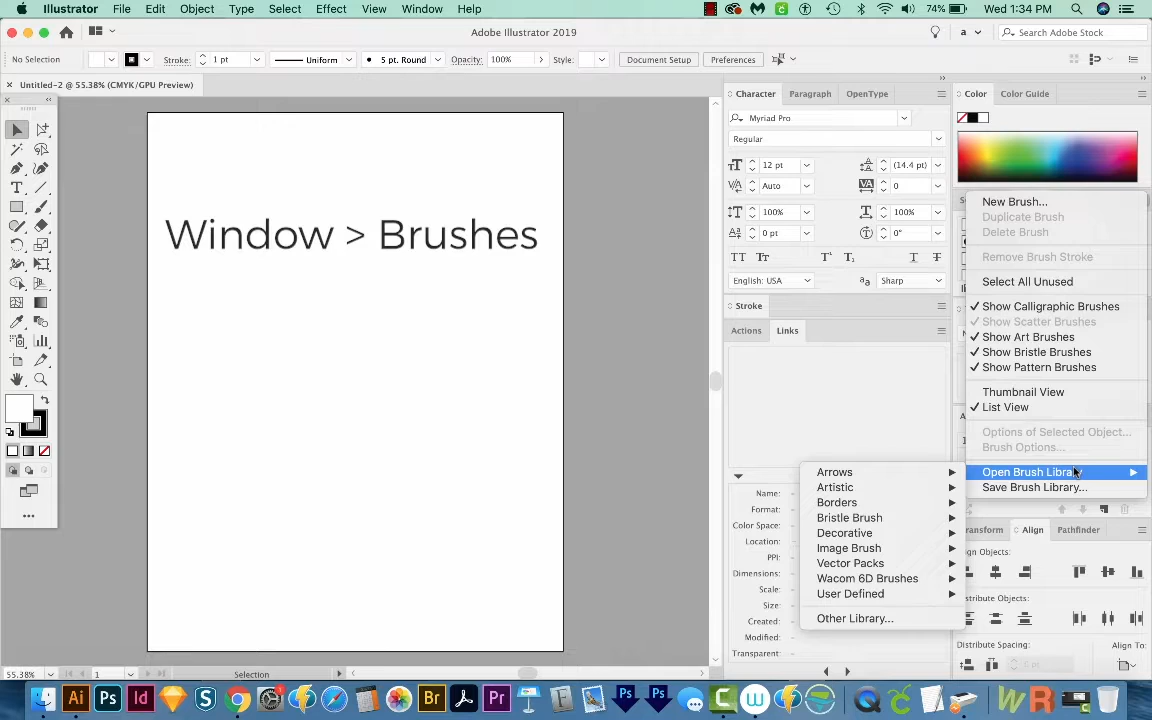 Illustrator File Edit Object Type Select Effect View Window Help 74% Wed 1:34 PM
Adobe Illustrator 2019 a Search Adobe Stock
No Selection Stroke: 1 pt Uniform 5 pt. Round Opacity: 100% Style: Document Setup Preferences
Untitled-2 @ 55.38% (CMYK/GPU Preview)
Window > Brushes
Character Paragraph OpenType
Myriad Pro
Regular
12 pt (14.4 pt)
Auto 0
100% 100%
0 pt 0°
English: USA Sharp
Stroke
Actions Links
Name:
Format:
Color Space:
Location:
PPI:
Dimensions:
Scale:
Size:
Created:
Modified:
Transparent:
Color Color Guide
New Brush...
Duplicate Brush
Delete Brush
Remove Brush Stroke
Select All Unused
Show Calligraphic Brushes
Show Scatter Brushes
Show Art Brushes
Show Bristle Brushes
Show Pattern Brushes
Thumbnail View
List View
Options of Selected Object...
Brush Options...
Open Brush Library
Save Brush Library...
Arrows
Artistic
Borders
Bristle Brush
Decorative
Image Brush
Vector Packs
Wacom 6D Brushes
User Defined
Other Library...
Align Pathfinder
Align To:
Distribute Spacing:
55.38% 1 Selection
Ai Ps Id S Br Pr F Ps Ps W R